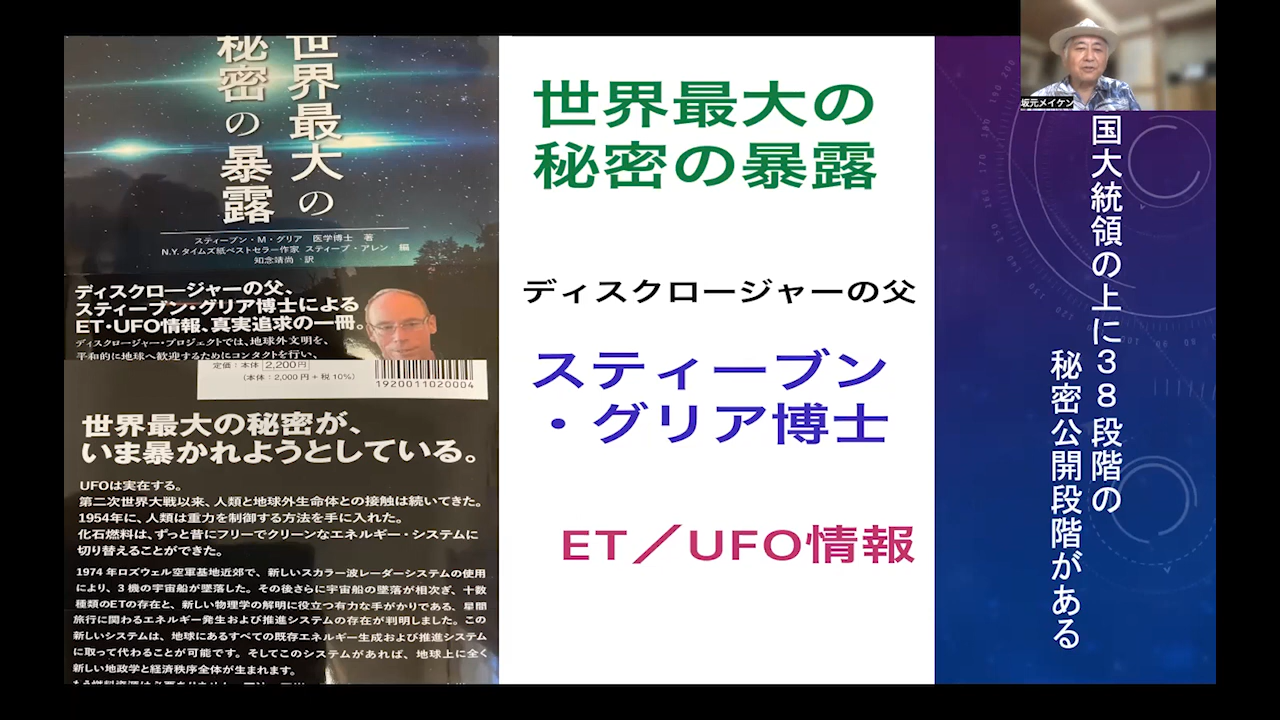 世界最大の
秘密の暴露
スティーブン・M・グリア 医学博士 著
N.Y.タイムズ紙ベストセラー作家 スティーブ・アレン 編
知念靖尚 訳
ディスクロージャーの父、
スティーブン・グリア博士による
ET・UFO情報、真実追求の一冊。
ディスクロージャー・プロジェクトでは、地球外文明を、
平和的に地球へ歓迎するためにコンタクトを行い、
定価：本体 2,200円
(本体：2,000円＋税10%)
1920011020004
世界最大の秘密が、
いま暴かれようとしている。
UFOは実在する。
第二次世界大戦以来、人類と地球外生命体との接触は続いてきた。
1954年に、人類は重力を制御する方法を手に入れた。
化石燃料は、ずっと昔にフリーでクリーンなエネルギー・システムに
切り替えることができた。
1974年ロズウェル空軍基地近郊で、新しいスカラー波レーダーシステムの使用
により、3機の宇宙船が墜落した。その後さらに宇宙船の墜落が相次ぎ、十数
種類のETの存在と、新しい物理学の解明に役立つ有力な手がかりである、星間
旅行に関わるエネルギー発生および推進システムの存在が判明しました。この
新しいシステムは、地球にあるすべての既存エネルギー生成および推進システム
に取って代わることが可能です。そしてこのシステムがあれば、地球上に全く
新しい地政学と経済秩序全体が生まれます。
世界最大の
秘密の暴露
ディスクロージャーの父
スティーブン
・グリア博士
ET／UFO情報
坂元メイケン
国大統領の上に38段階の
秘密公開段階がある